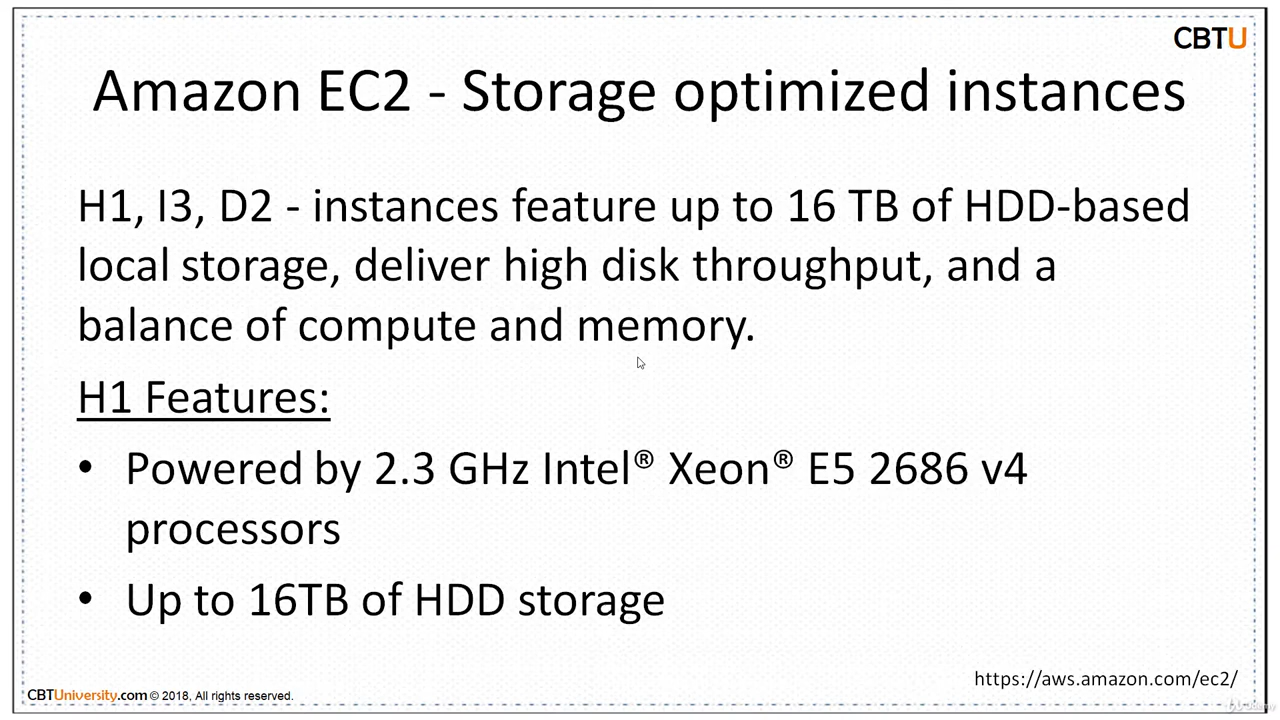 CBTU
Amazon EC2 - Storage optimized instances
H1, I3, D2 - instances feature up to 16 TB of HDD-based
local storage, deliver high disk throughput, and a
balance of compute and memory.
H1 Features:
• Powered by 2.3 GHz Intel® Xeon® E5 2686 v4
processors
• Up to 16TB of HDD storage
https://aws.amazon.com/ec2/
CBTUniversity.com © 2018, All rights reserved.